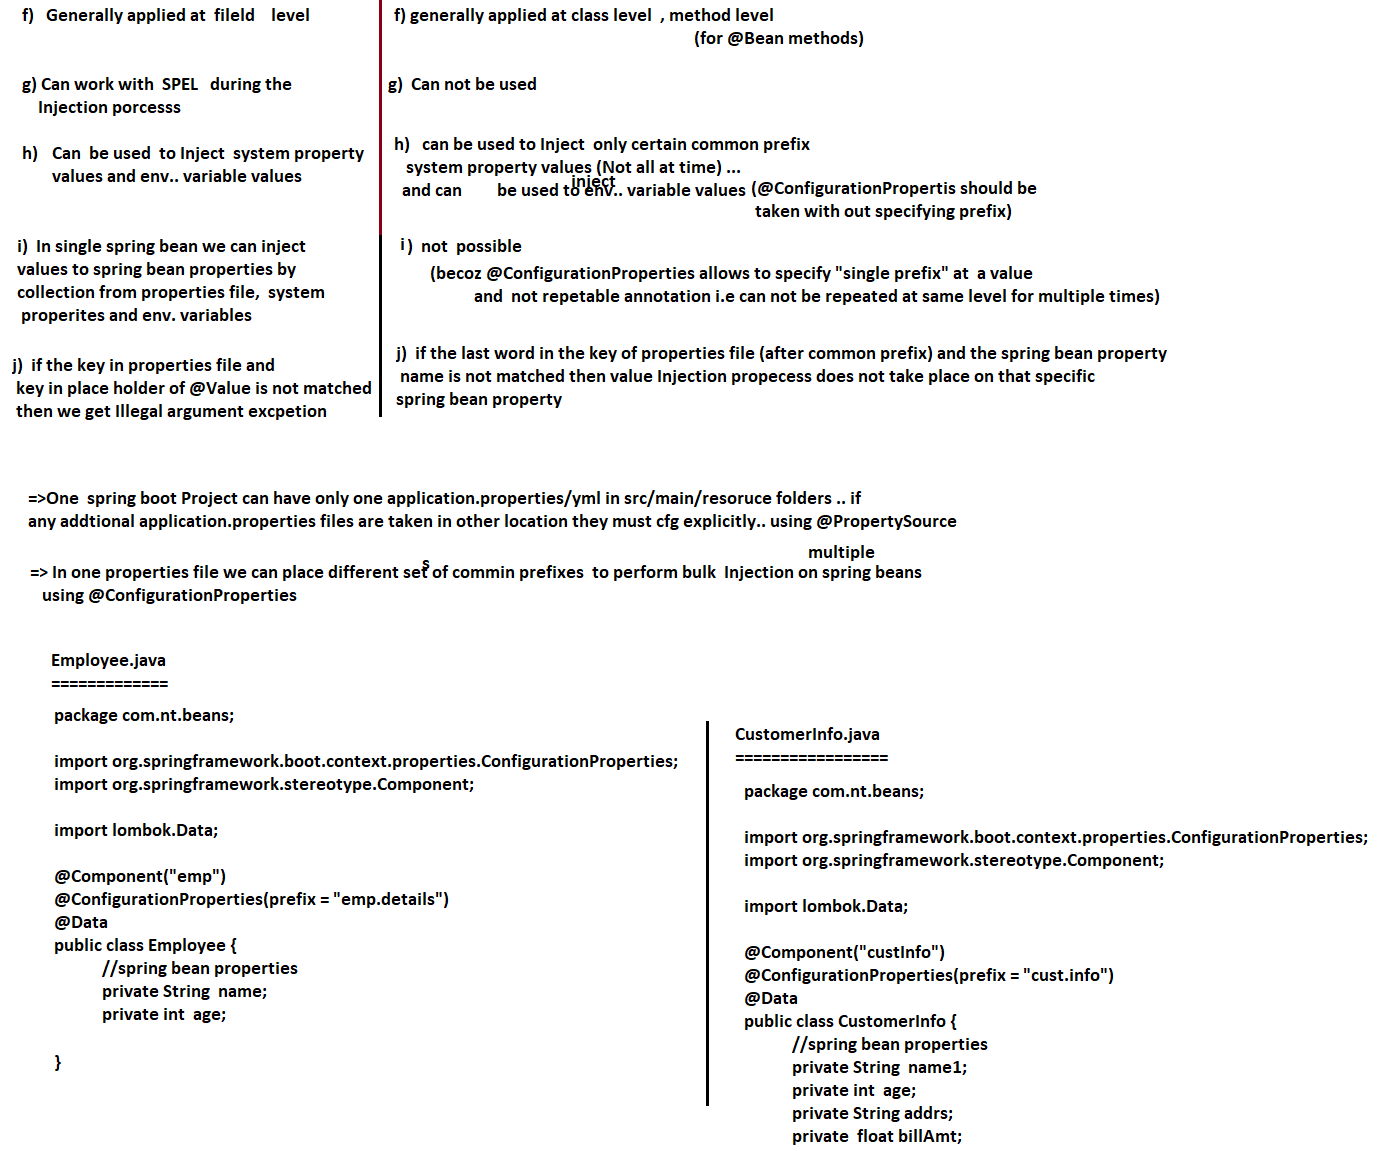 f) Generally applied at fileld level
g) Can work with SPEL during the
Injection porcesss
h) Can be used to Inject system property
values and env.. variable values
i) In single spring bean we can inject
values to spring bean properties by
collection from properties file, system
properites and env. variables
j) if the key in properties file and
key in place holder of @Value is not matched
then we get Illegal argument excpetion
f) generally applied at class level , method level
(for @Bean methods)
g) Can not be used
h) can be used to Inject only certain common prefix
system property values (Not all at time) ...
inject
and can be used to env.. variable values (@ConfigurationPropertis should be
taken with out specifying prefix)
i) not possible
(becoz @ConfigurationProperties allows to specify "single prefix" at a value
and not repetable annotation i.e can not be repeated at same level for multiple times)
j) if the last word in the key of properties file (after common prefix) and the spring bean property
name is not matched then value Injection propecess does not take place on that specific
spring bean property
=>One spring boot Project can have only one application.properties/yml in src/main/resoruce folders .. if
any addtional application.properties files are taken in other location they must cfg explicitly.. using @PropertySource
multiple
s
=> In one properties file we can place different set of commin prefixes to perform bulk Injection on spring beans
using @ConfigurationProperties
Employee.java
=============
package com.nt.beans;
import org.springframework.boot.context.properties.ConfigurationProperties;
import org.springframework.stereotype.Component;
import lombok.Data;
@Component("emp")
@ConfigurationProperties(prefix = "emp.details")
@Data
public class Employee {
//spring bean properties
private String name;
private int age;
}
CustomerInfo.java
=================
package com.nt.beans;
import org.springframework.boot.context.properties.ConfigurationProperties;
import org.springframework.stereotype.Component;
import lombok.Data;
@Component("custInfo")
@ConfigurationProperties(prefix = "cust.info")
@Data
public class CustomerInfo {
//spring bean properties
private String name1;
private int age;
private String addrs;
private float billAmt;